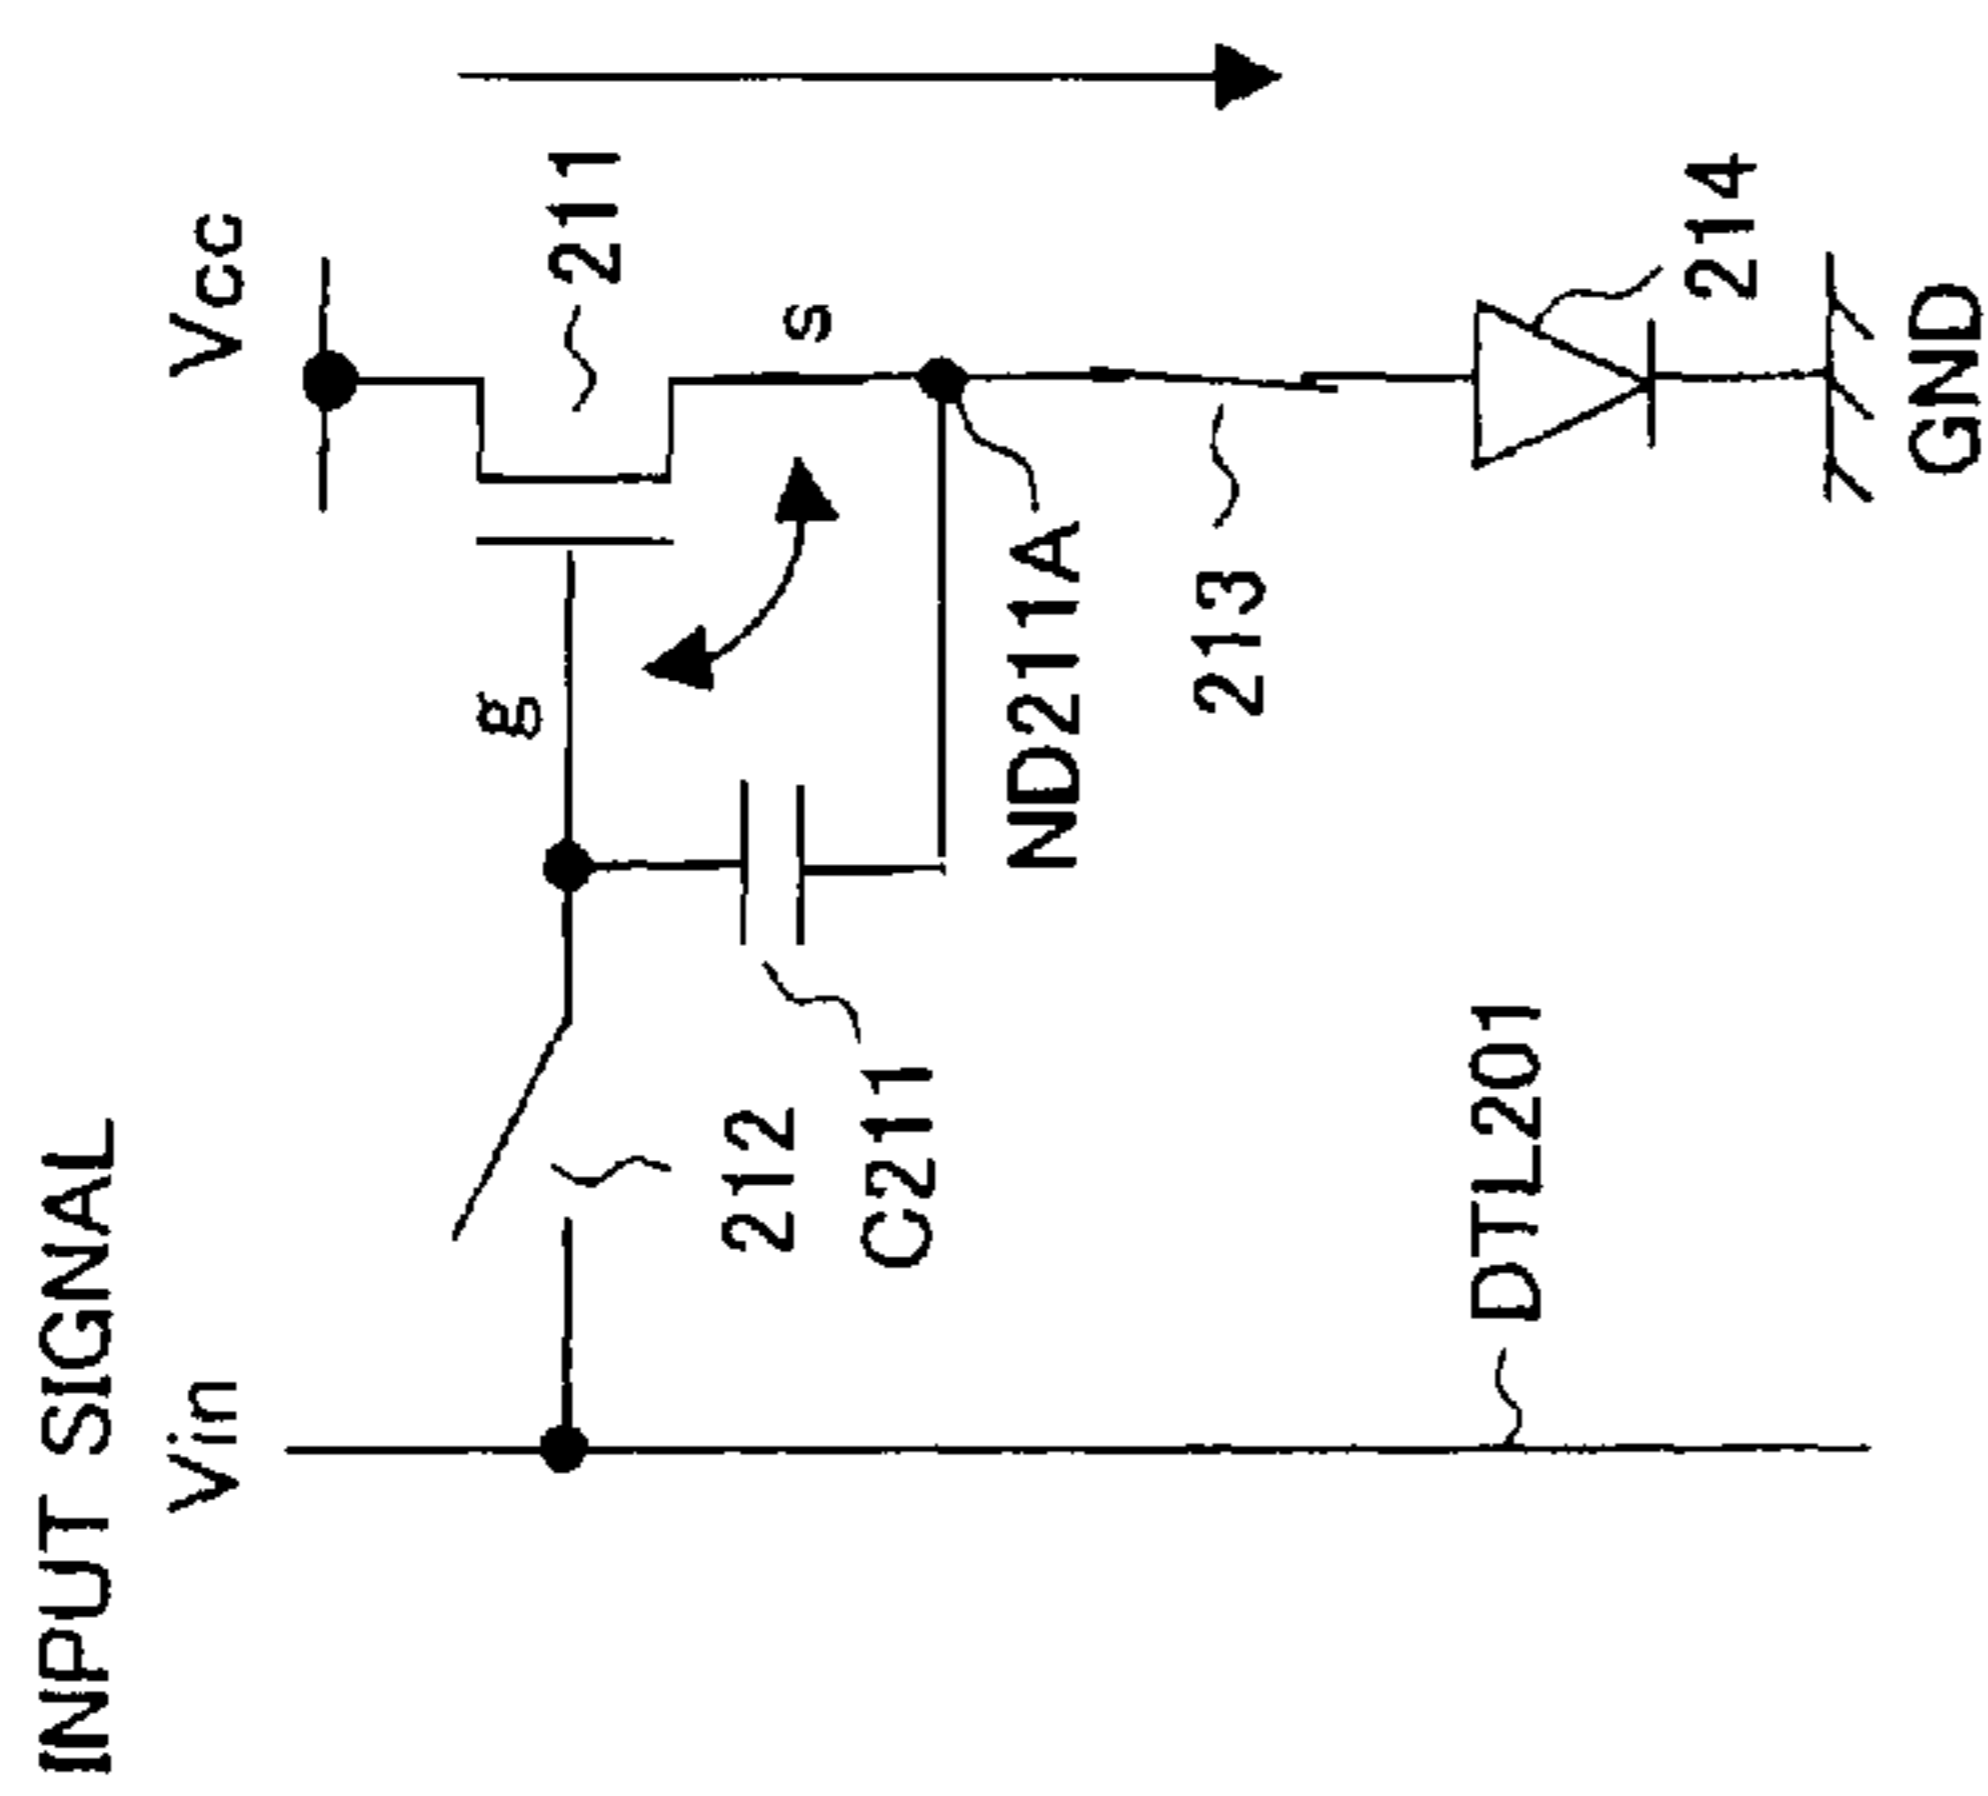 INPUT SIGNAL
Vin
Vcc
211
g
s
212
C211
ND211A
213
DTL201
214
GND